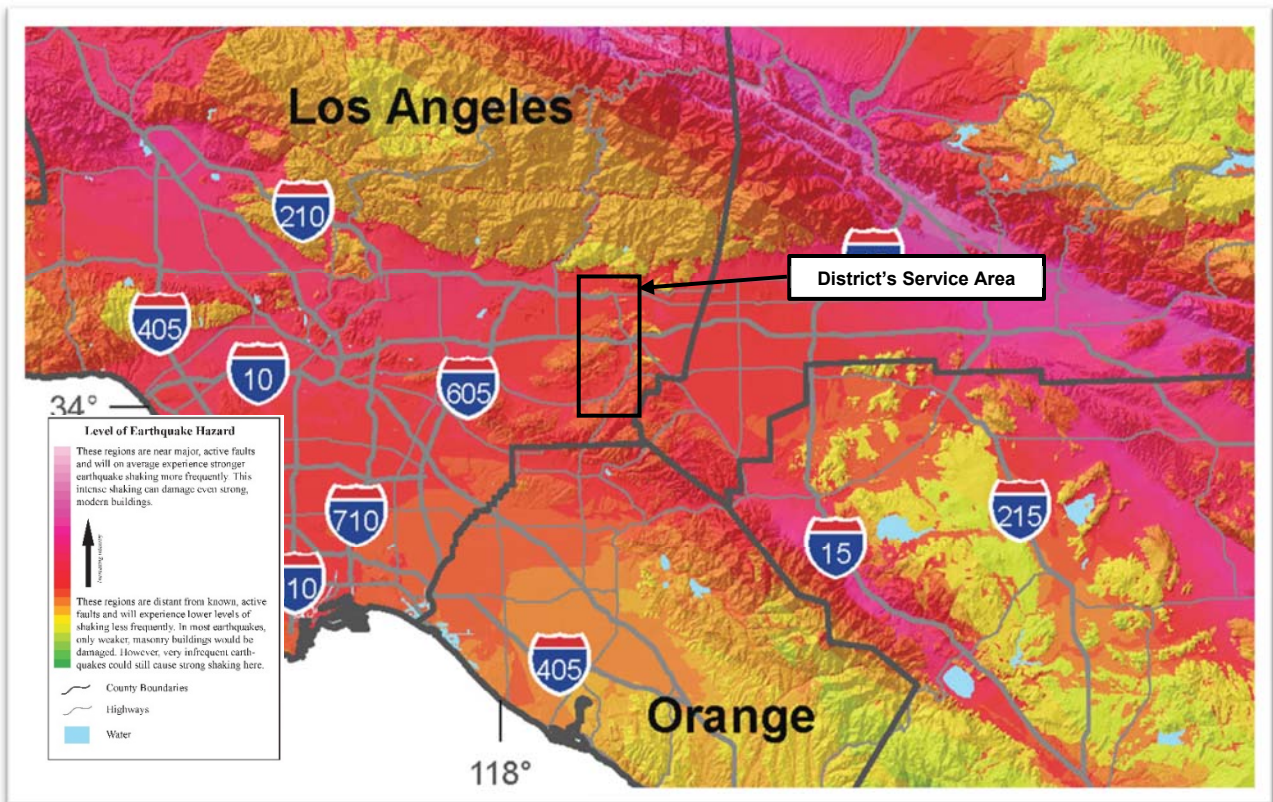 Los Angeles
210
District's Service Area
405
10
605
34°
Level of Earthquake Hazard
These regions are near major, active faults
and will on average experience stronger
earthquake shaking more frequently. This
intense shaking can damage even strong,
modern buildings.
These regions are distant from known, active
faults and will experience lower levels of
shaking less frequently. In most earthquakes,
only weaker, masonry buildings would be
damaged. However, very infrequent earth-
quakes could still cause strong shaking here.
County Boundaries
Highways
Water
710
10
15
215
405
Orange
118°